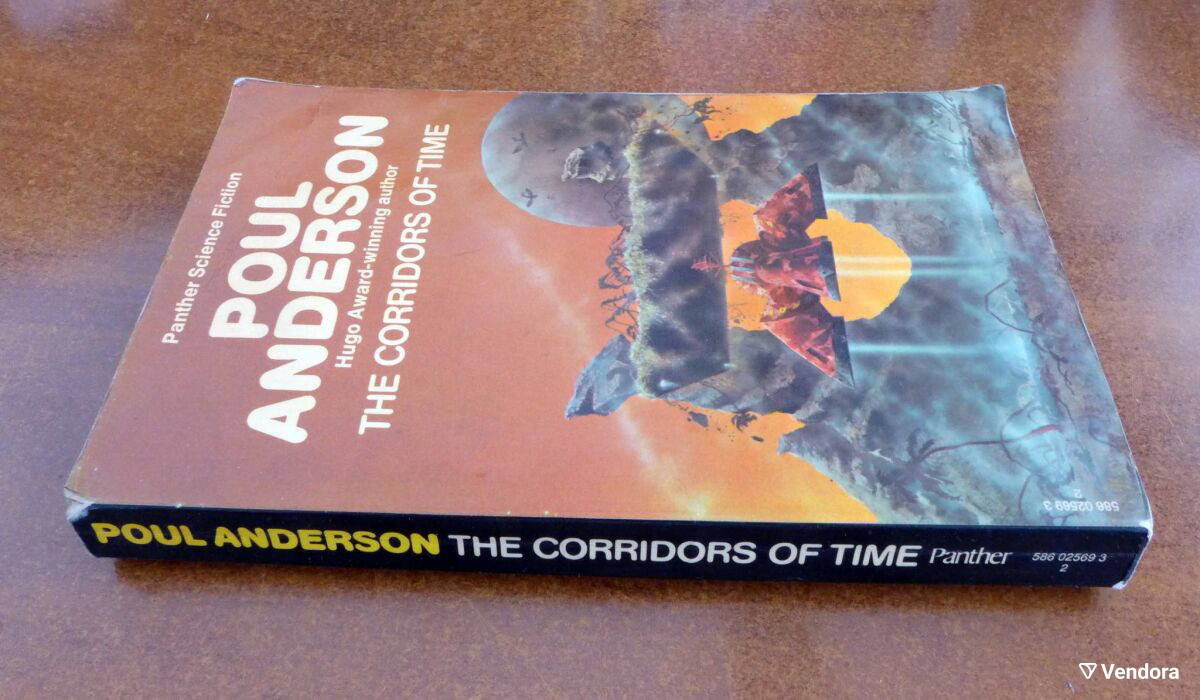 Panther Science Fiction
POUL
ANDERSON
Hugo Award-winning author
THE CORRIDORS OF TIME
586 02569 3
2
POUL ANDERSON THE CORRIDORS OF TIME Panther 586 02569 3
2
Vendora